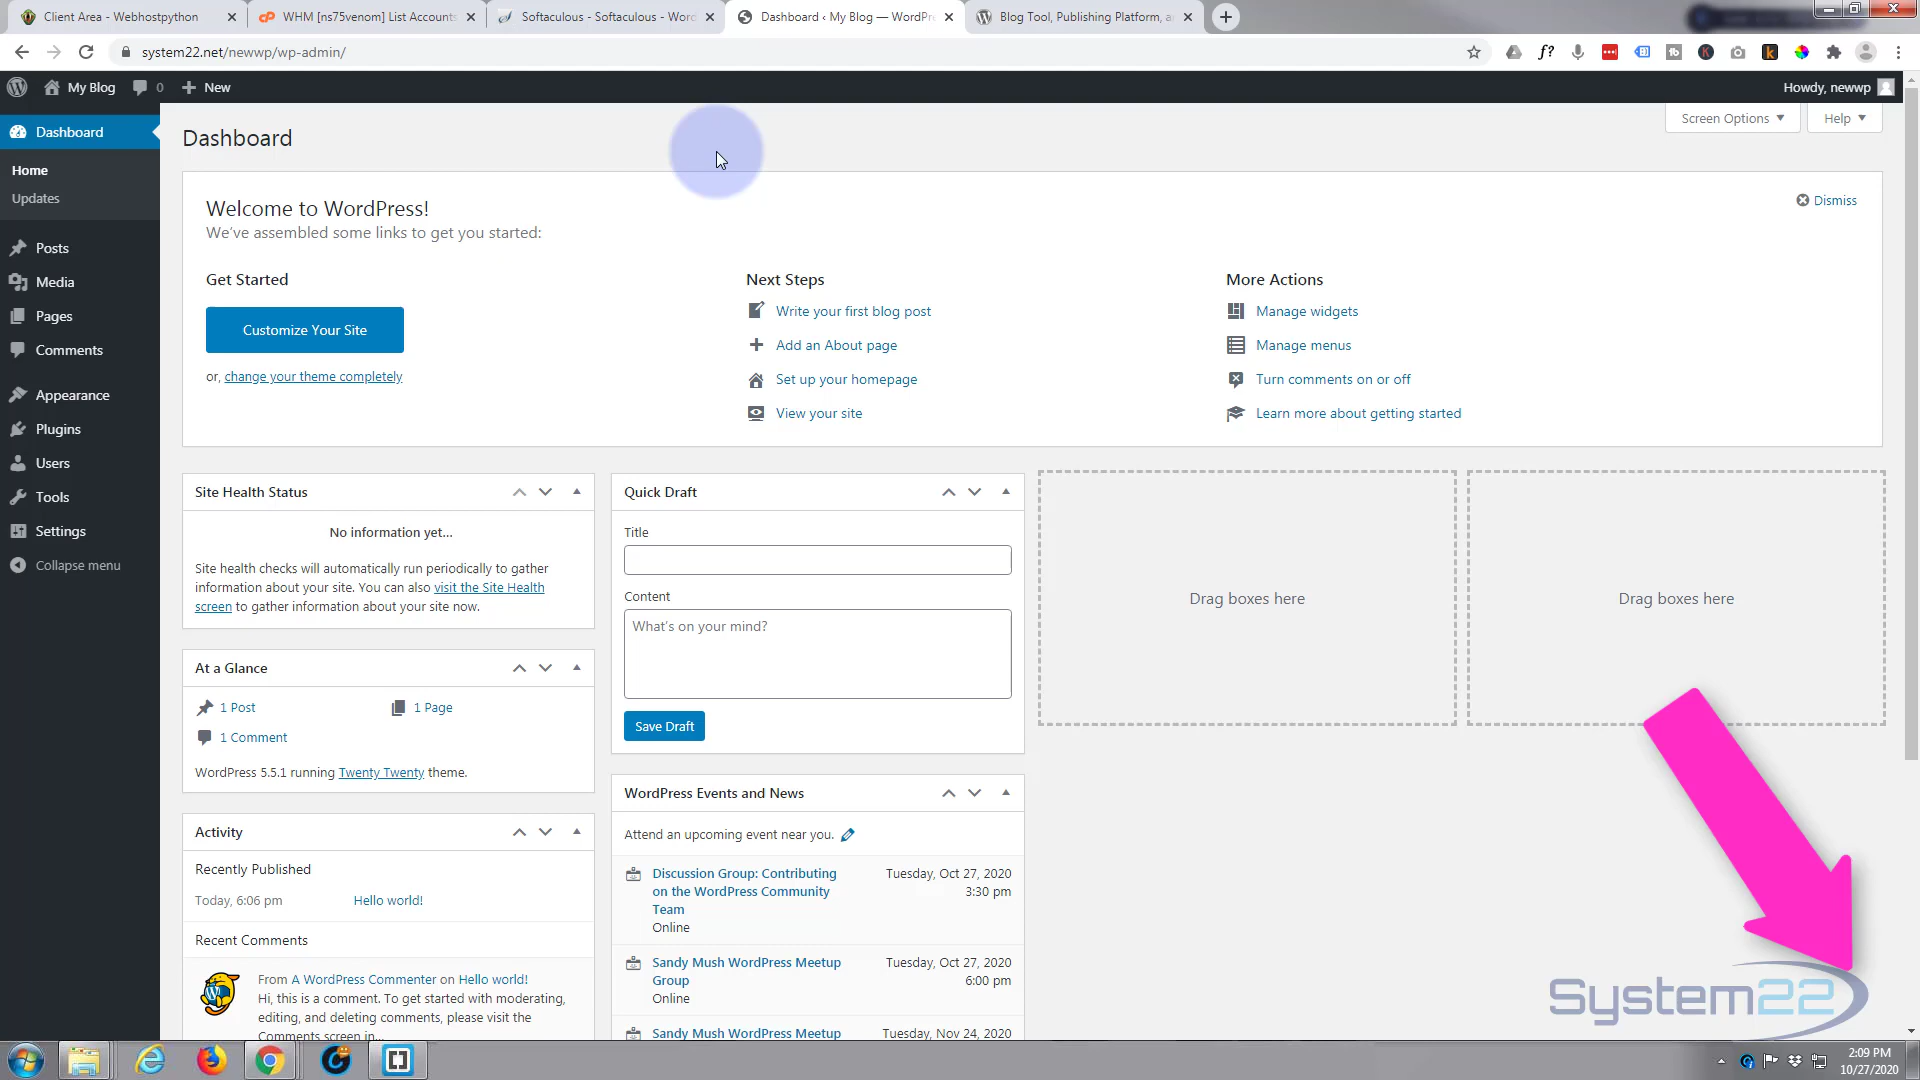 Client Area - Webhostpython
WHM [ns75venom] List Accounts
Softaculous - Softaculous - Word
Dashboard ‹ My Blog — WordPre
Blog Tool, Publishing Platform, a
system22.net/newwp/wp-admin/
My Blog
0
New
Howdy, newwp
Dashboard
Home
Updates
Posts
Media
Pages
Comments
Appearance
Plugins
Users
Tools
Settings
Collapse menu
Dashboard
Screen Options
Help
Welcome to WordPress!
We've assembled some links to get you started:
Dismiss
Get Started
Customize Your Site
or, change your theme completely
Next Steps
Write your first blog post
Add an About page
Set up your homepage
View your site
More Actions
Manage widgets
Manage menus
Turn comments on or off
Learn more about getting started
Site Health Status
No information yet...
Site health checks will automatically run periodically to gather
information about your site. You can also visit the Site Health
screen to gather information about your site now.
At a Glance
1 Post
1 Page
1 Comment
WordPress 5.5.1 running Twenty Twenty theme.
Activity
Recently Published
Today, 6:06 pm
Hello world!
Recent Comments
From A WordPress Commenter on Hello world!
Hi, this is a comment. To get started with moderating,
editing, and deleting comments, please visit the
Comments screen in...
Quick Draft
Title
Content
What's on your mind?
Save Draft
WordPress Events and News
Attend an upcoming event near you.
Discussion Group: Contributing
on the WordPress Community
Team
Online
Tuesday, Oct 27, 2020
3:30 pm
Sandy Mush WordPress Meetup
Group
Online
Tuesday, Oct 27, 2020
6:00 pm
Sandy Mush WordPress Meetup
Tuesday, Nov 24, 2020
Drag boxes here
Drag boxes here
System22
2:09 PM
10/27/2020